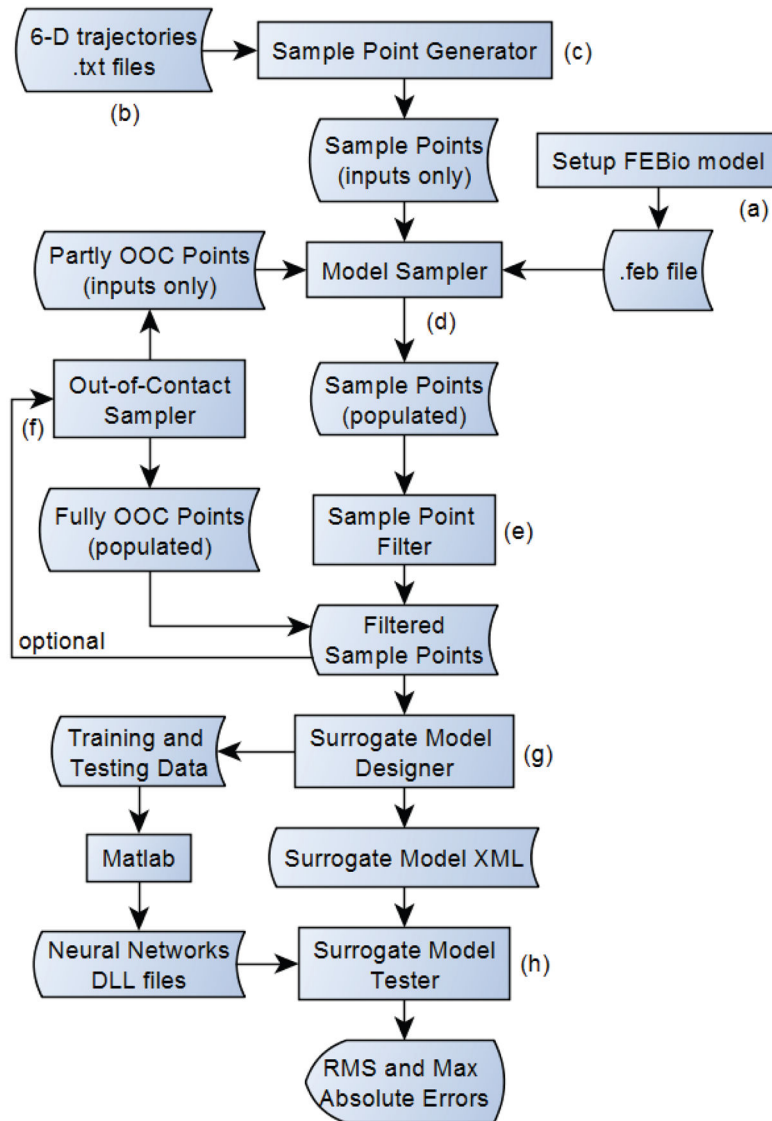 6-D trajectories
.txt files
(b)
Sample Point Generator
(c)
Sample Points
(inputs only)
Setup FEBio model
(a)
Partly OOC Points
(inputs only)
Model Sampler
.feb file
(d)
Out-of-Contact
Sampler
(f)
Sample Points
(populated)
Fully OOC Points
(populated)
Sample Point
Filter
(e)
optional
Filtered
Sample Points
Training and
Testing Data
Surrogate Model
Designer
(g)
Matlab
Surrogate Model XML
Neural Networks
DLL files
Surrogate Model
Tester
(h)
RMS and Max
Absolute Errors